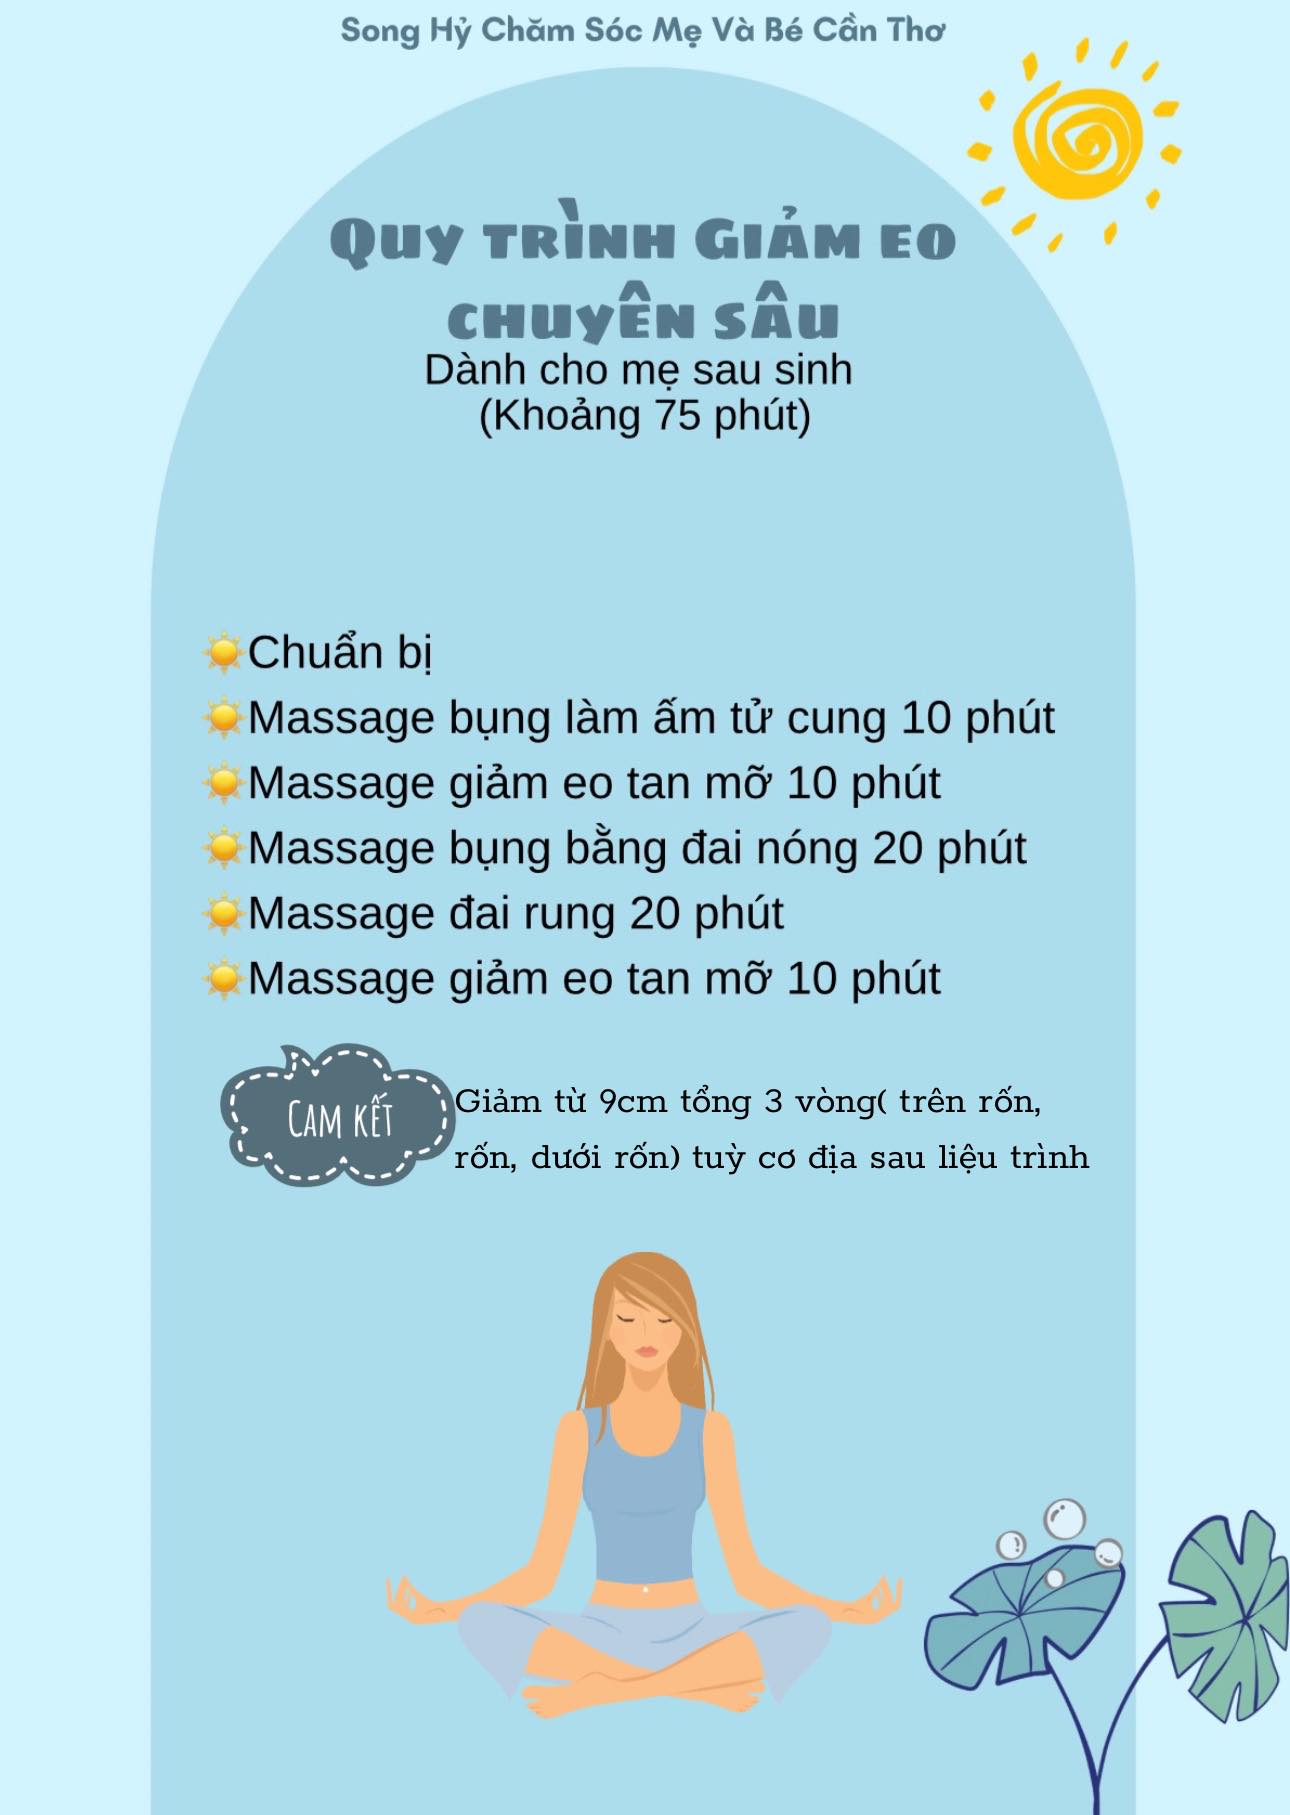 Song Hỷ Chăm Sóc Mẹ Và Bé Cần Thơ
Quy trình Giảm eo
chuyên sâu
Dành cho mẹ sau sinh
(Khoảng 75 phút)
☀️Chuẩn bị
☀️Massage bụng làm ấm tử cung 10 phút
☀️Massage giảm eo tan mỡ 10 phút
☀️Massage bụng bằng đai nóng 20 phút
☀️Massage đai rung 20 phút
☀️Massage giảm eo tan mỡ 10 phút
Cam kết
Giảm từ 9cm tổng 3 vòng( trên rốn,
rốn, dưới rốn) tuỳ cơ địa sau liệu trình